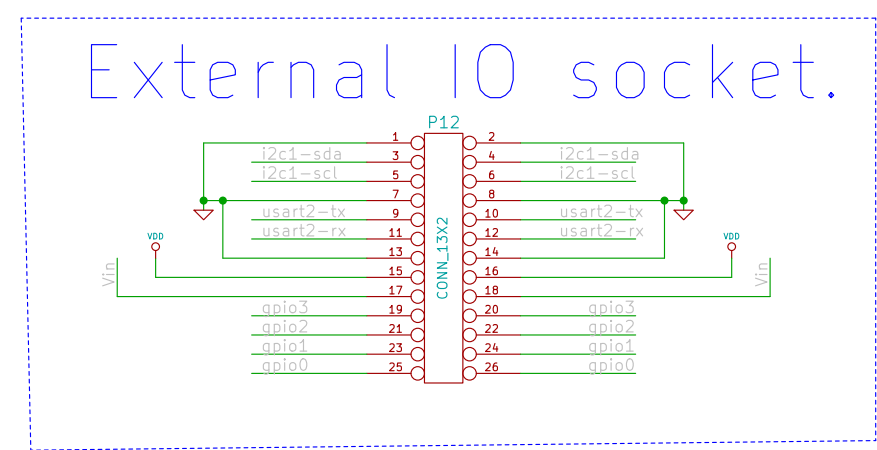 External IO socket.
P12
1 2
i2c1-sda 3 4 i2c1-sda
i2c1-scl 5 6 i2c1-scl
7 8
usart2-tx 9 10 usart2-tx
usart2-rx 11 12 usart2-rx
VDD VDD
13 14
Vin 15 16 Vin
17 18
gpio3 19 20 gpio3
gpio2 21 22 gpio2
gpio1 23 24 gpio1
gpio0 25 26 gpio0
CONN_13X2